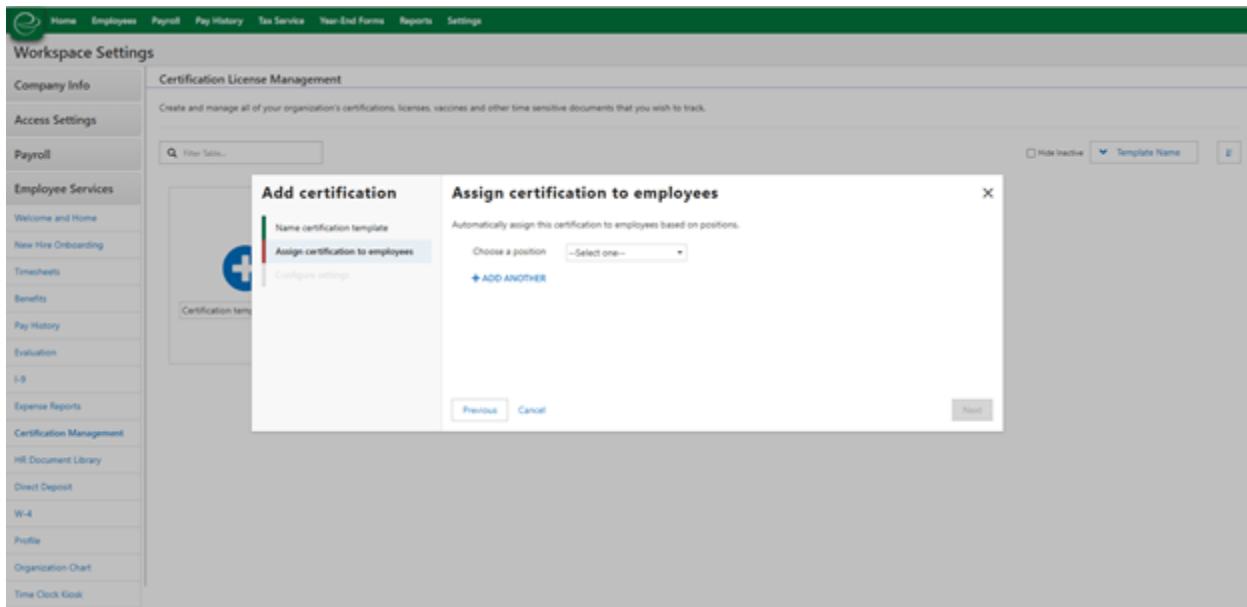 Home Employees Payroll Pay History Tax Service Year-End Forms Reports Settings
Workspace Settings
Company Info
Access Settings
Payroll
Employee Services
Welcome and Home
New Hire Onboarding
Timesheets
Benefits
Pay History
Evaluation
I-9
Expense Reports
Certification Management
HR Document Library
Direct Deposit
W-4
Profile
Organization Chart
Time Clock Kiosk
Certification License Management
Create and manage all of your organization's certifications, licenses, vaccines and other time sensitive documents that you wish to track.
Filter Table...
Hide Inactive
Template Name
Certification temp
Add certification
Name certification template
Assign certification to employees
Configure settings
Assign certification to employees
Automatically assign this certification to employees based on positions.
Choose a position --Select one--
+ ADD ANOTHER
Previous Cancel Next